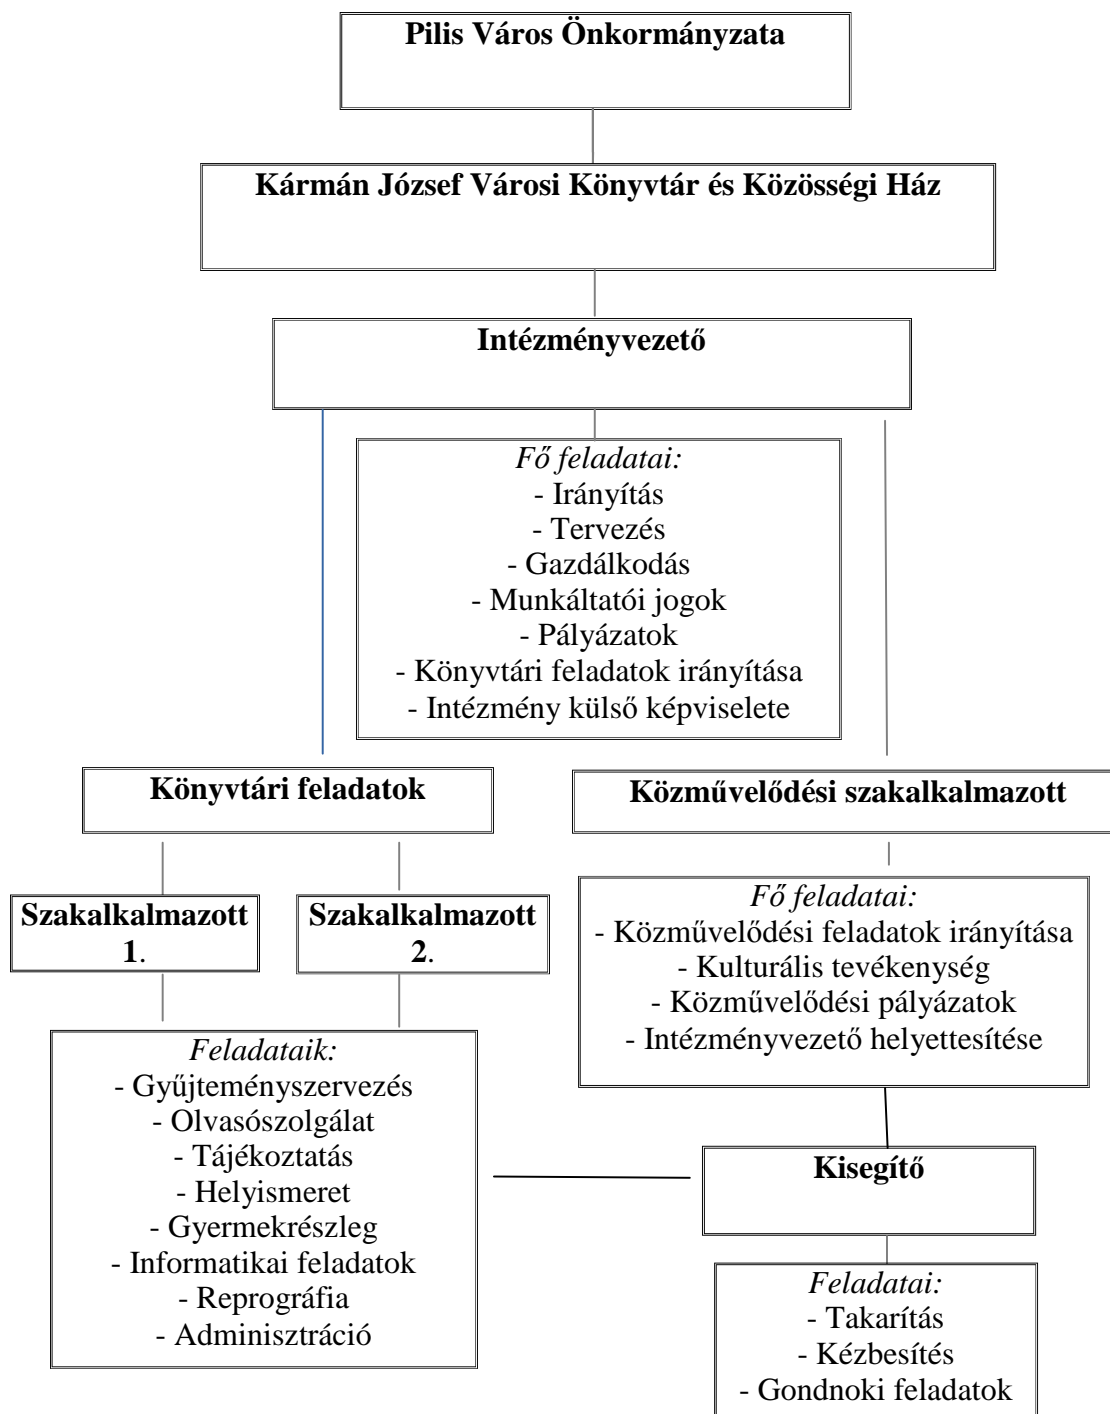 Pilis Város Önkormányzata
Kármán József Városi Könyvtár és Közösségi Ház
Intézményvezető
Fő feladatai:
- Irányítás
- Tervezés
- Gazdálkodás
- Munkáltatói jogok
- Pályázatok
- Könyvtári feladatok irányítása
- Intézmény külső képviselete
Könyvtári feladatok
Szakalkalmazott
1.
Szakalkalmazott
2.
Feladataik:
- Gyűjteményszervezés
- Olvasószolgálat
- Tájékoztatás
- Helyismeret
- Gyermekrészleg
- Informatikai feladatok
- Reprográfia
- Adminisztráció
Közművelődési szakalkalmazott
Fő feladatai:
- Közművelődési feladatok irányítása
- Kulturális tevékenység
- Közművelődési pályázatok
- Intézményvezető helyettesítése
Kisegítő
Feladatai:
- Takarítás
- Kézbesítés
- Gondnoki feladatok